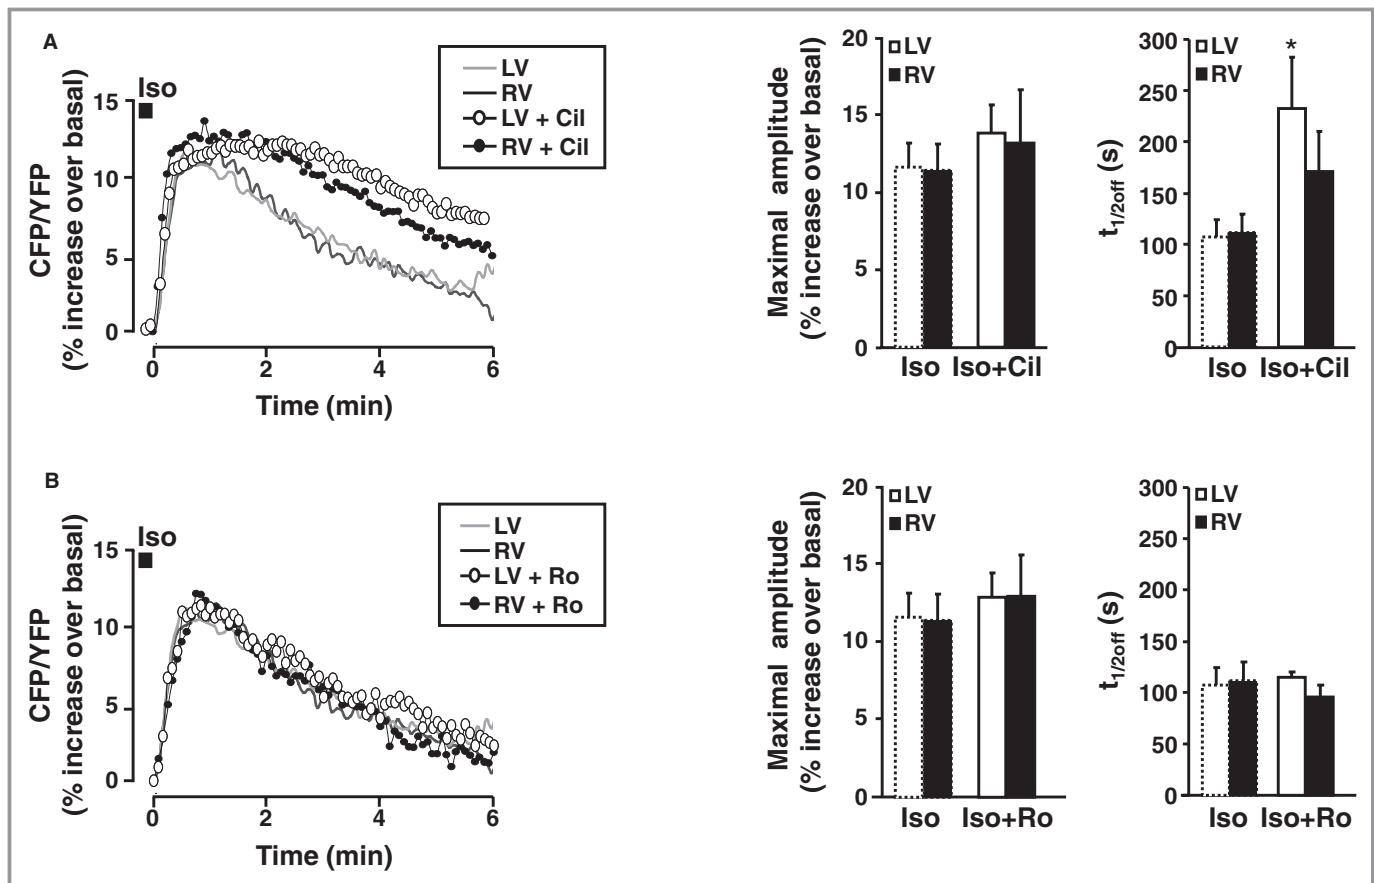 A
Iso
CFP/YFP
(% increase over basal)
15
10
5
0
0
2
4
6
Time (min)
LV
RV
LV + Cil
RV + Cil
Maximal amplitude
(% increase over basal)
20
15
10
5
0
LV
RV
Iso
Iso+Cil
t1/2off (s)
300
250
200
150
100
50
0
LV
RV
*
Iso
Iso+Cil
B
Iso
CFP/YFP
(% increase over basal)
15
10
5
0
0
2
4
6
Time (min)
LV
RV
LV + Ro
RV + Ro
Maximal amplitude
(% increase over basal)
20
15
10
5
0
LV
RV
Iso
Iso+Ro
t1/2off (s)
300
250
200
150
100
50
0
LV
RV
Iso
Iso+Ro